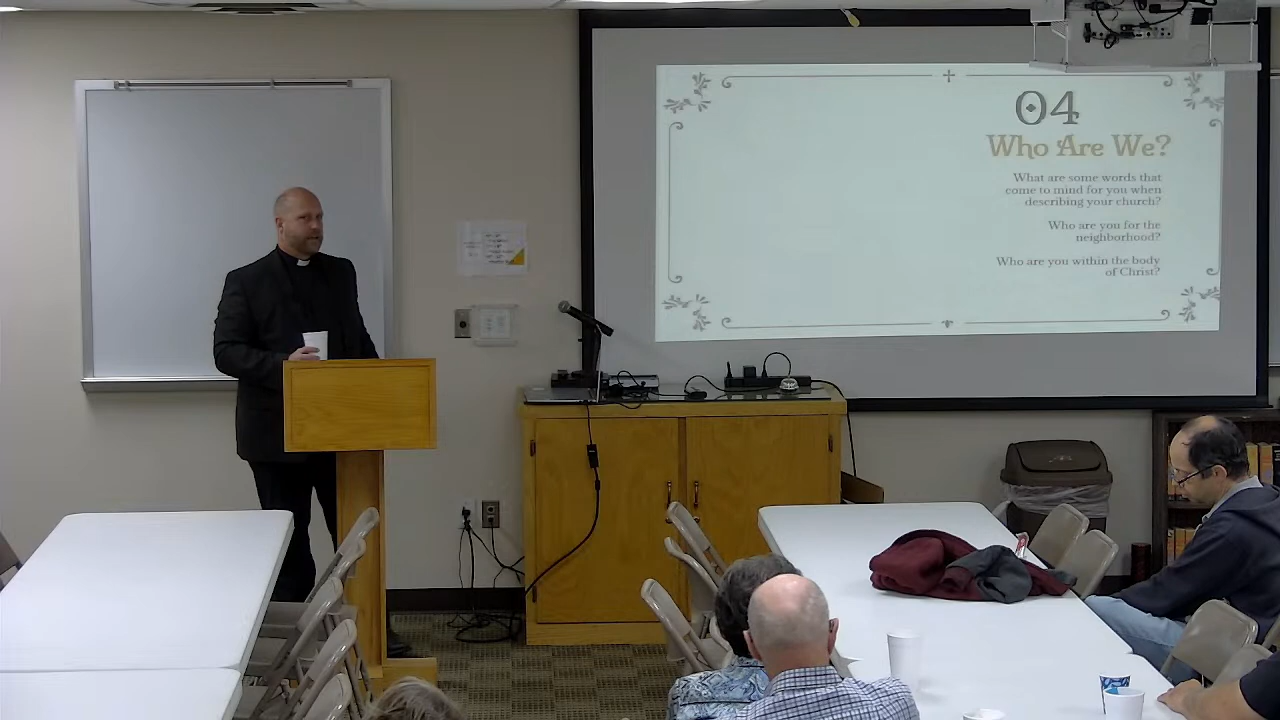 04
Who Are We?
What are some words that
come to mind for you when
describing your church?
Who are you for the
neighborhood?
Who are you within the body
of Christ?